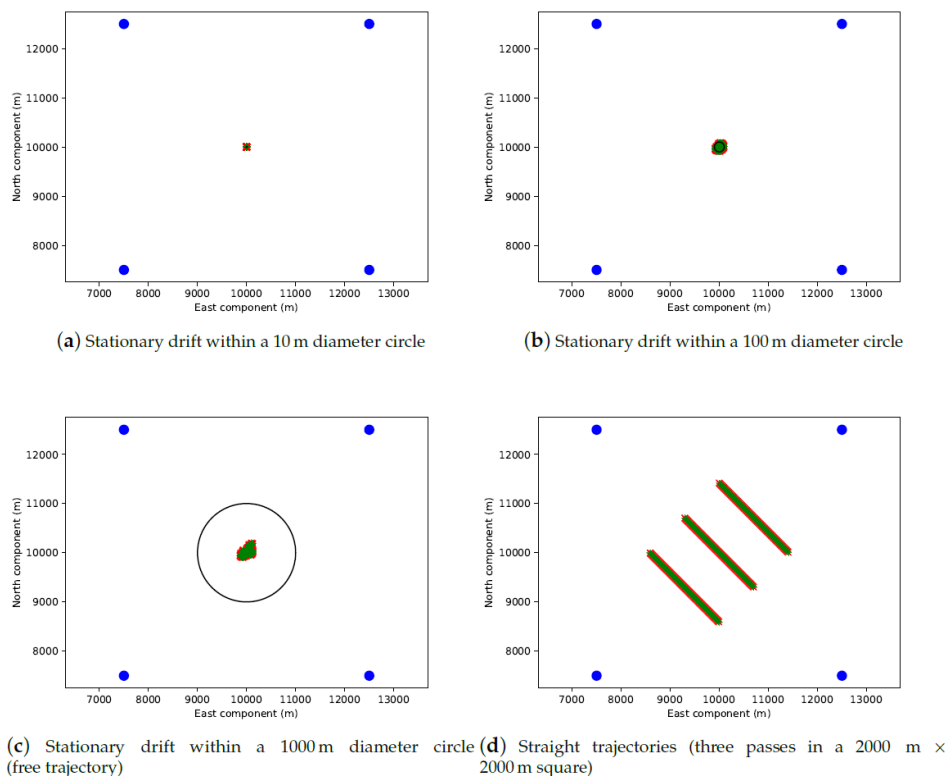 12000
11000
10000
9000
8000
North component (m)
7000 8000 9000 10000 11000 12000 13000
East component (m)
(a) Stationary drift within a 10 m diameter circle
12000
11000
10000
9000
8000
North component (m)
7000 8000 9000 10000 11000 12000 13000
East component (m)
(b) Stationary drift within a 100 m diameter circle
12000
11000
10000
9000
8000
North component (m)
7000 8000 9000 10000 11000 12000 13000
East component (m)
(c) Stationary drift within a 1000 m diameter circle
(free trajectory)
12000
11000
10000
9000
8000
North component (m)
7000 8000 9000 10000 11000 12000 13000
East component (m)
(d) Straight trajectories (three passes in a 2000 m ×
2000 m square)